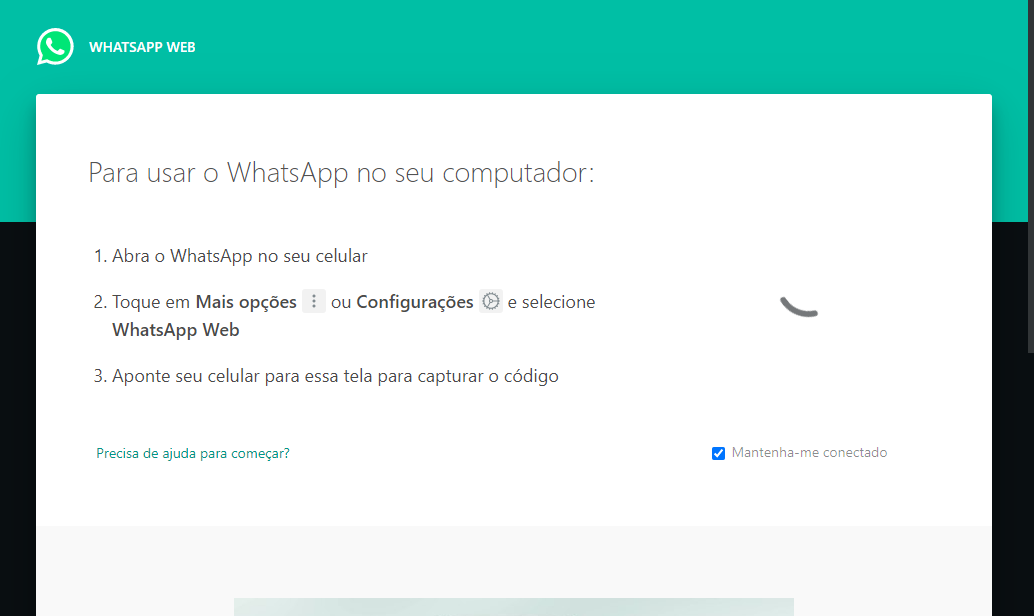 WHATSAPP WEB
Para usar o WhatsApp no seu computador:
1. Abra o WhatsApp no seu celular
2. Toque em Mais opções ou Configurações e selecione
WhatsApp Web
3. Aponte seu celular para essa tela para capturar o código
Precisa de ajuda para começar?
Mantenha-me conectado